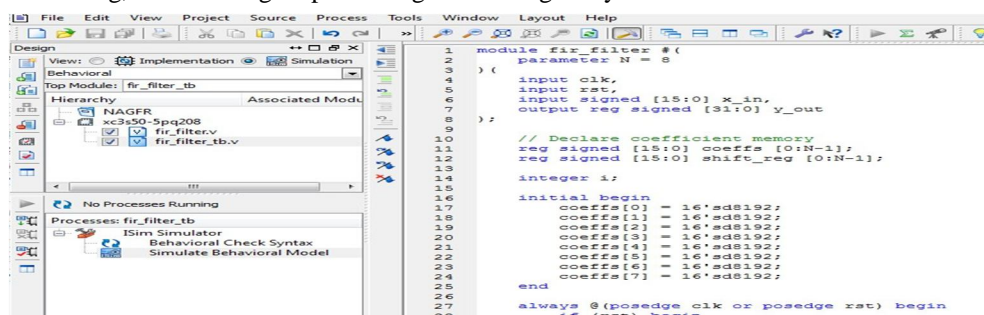 File Edit View Project Source Process Tools Window Layout Help
Design
View: Implementation Simulation
Behavioral
Top Module: fir_filter_tb
Hierarchy Associated Modu
NAGFR
xc3s50-5pq208
fir_filter.v
fir_filter_tb.v
No Processes Running
Processes: fir_filter_tb
ISim Simulator
Behavioral Check Syntax
Simulate Behavioral Model
1 module fir_filter #(
2 parameter N = 8
3 ) (
4 input clk,
5 input rst,
6 input signed [15:0] x_in,
7 output reg signed [31:0] y_out
8 );
9
10 // Declare coefficient memory
11 reg signed [15:0] coeffs [0:N-1];
12 reg signed [15:0] shift_reg [0:N-1];
13
14 integer i;
15
16 initial begin
17 coeffs[0] = 16'sd8192;
18 coeffs[1] = 16'sd8192;
19 coeffs[2] = 16'sd8192;
20 coeffs[3] = 16'sd8192;
21 coeffs[4] = 16'sd8192;
22 coeffs[5] = 16'sd8192;
23 coeffs[6] = 16'sd8192;
24 coeffs[7] = 16'sd8192;
25 end
26
27 always @(posedge clk or posedge rst) begin